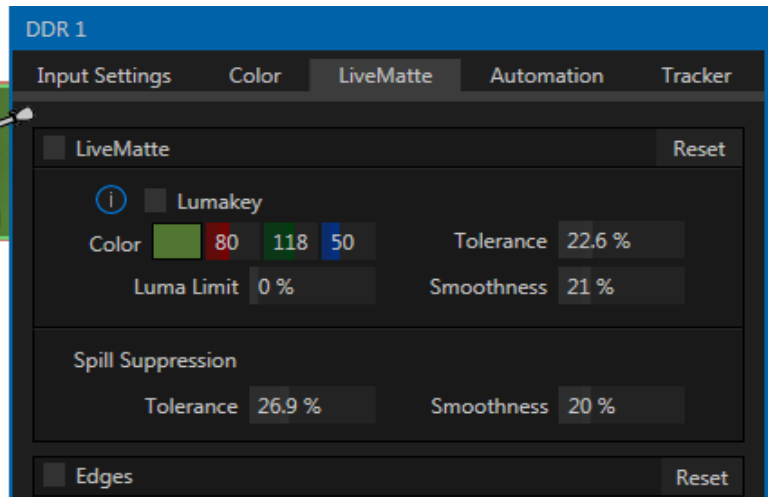 DDR 1
Input Settings Color LiveMatte Automation Tracker
LiveMatte Reset
i Lumakey
Color 80 118 50 Tolerance 22.6 %
Luma Limit 0 % Smoothness 21 %
Spill Suppression
Tolerance 26.9 % Smoothness 20 %
Edges Reset